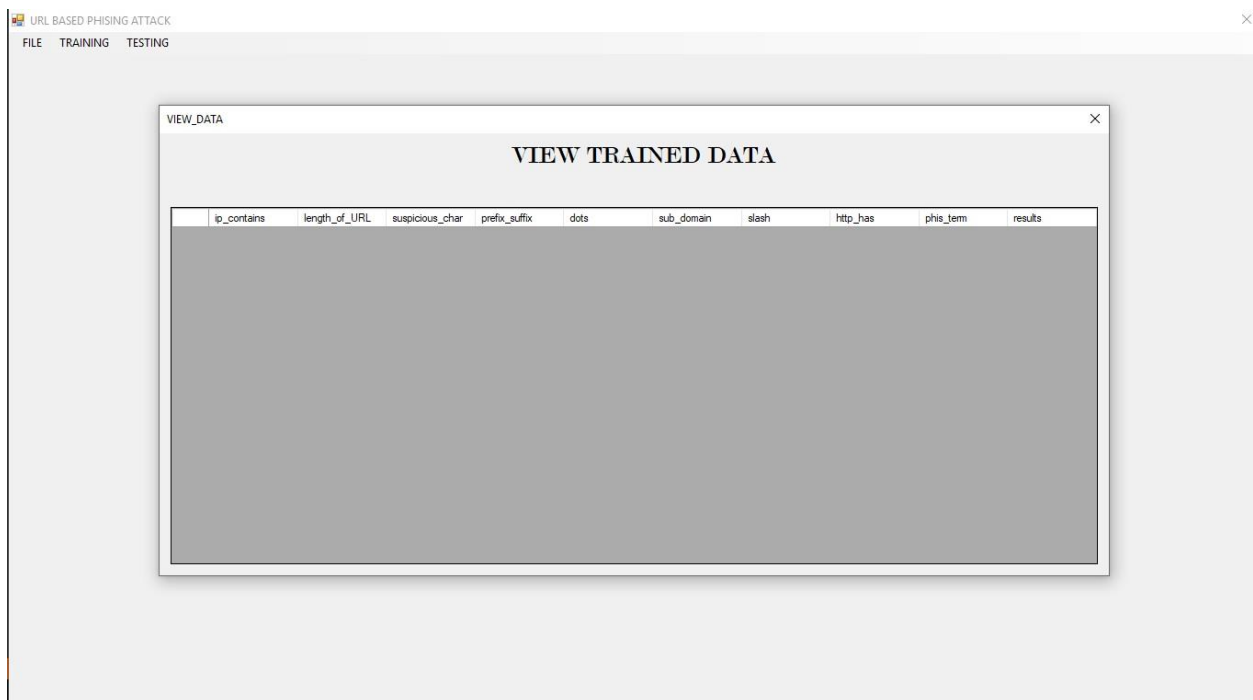 URL BASED PHISING ATTACK
FILE TRAINING TESTING
VIEW_DATA
VIEW TRAINED DATA
ip_contains length_of_URL suspicious_char prefix_suffix dots sub_domain slash http_has phis_term results